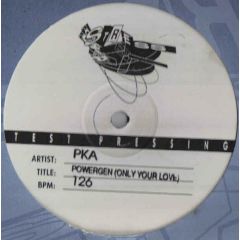 TEST PRESSING
ARTIST: PKA
TITLE: POWERGEN (ONLY YOUR LOVE)
BPM: 126